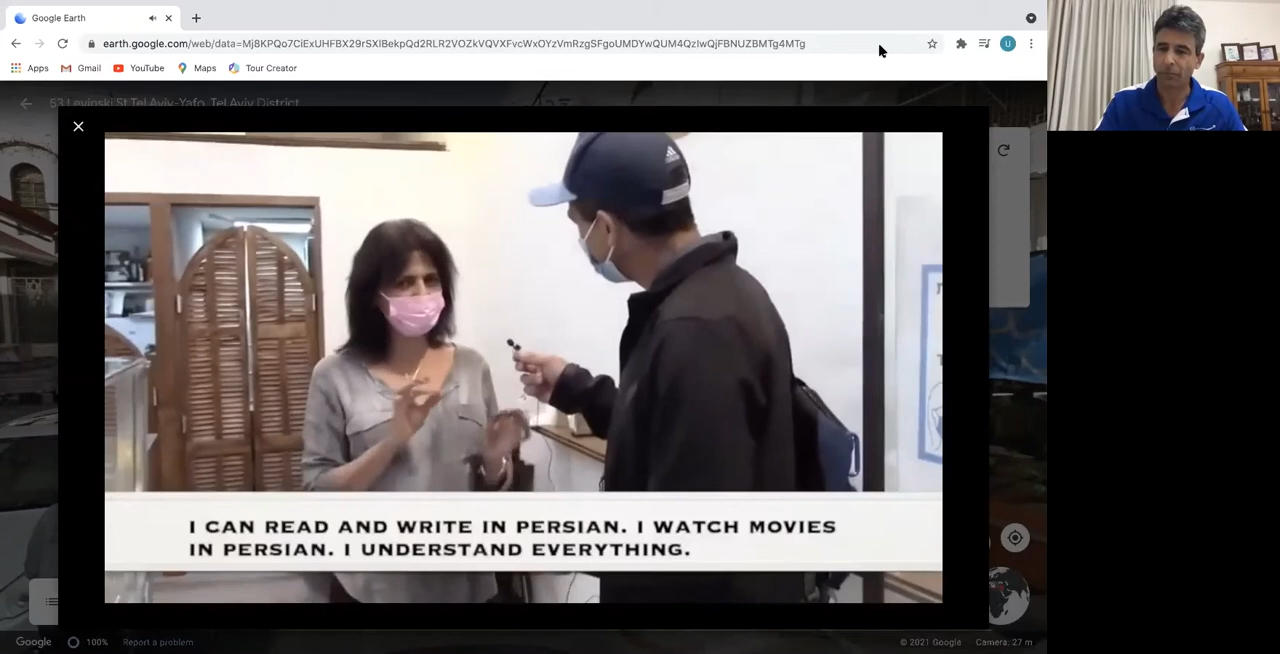 Google Earth
earth.google.com/web/data=Mj8KPQo7CiExUHFBX29rSXlBekpQd2RLR2VOZkVQVXFvcWxOYzVmRzgSFgoUMDYwQUM4QzIwQjFBNUZBMTg4MTg
U
Apps
Gmail
YouTube
Maps
Tour Creator
53 Levinski St Tel Aviv-Yafo, Tel Aviv District
adidas
I CAN READ AND WRITE IN PERSIAN. I WATCH MOVIES
IN PERSIAN. I UNDERSTAND EVERYTHING.
Google
100%
Report a problem
© 2021 Google
Camera: 27 m